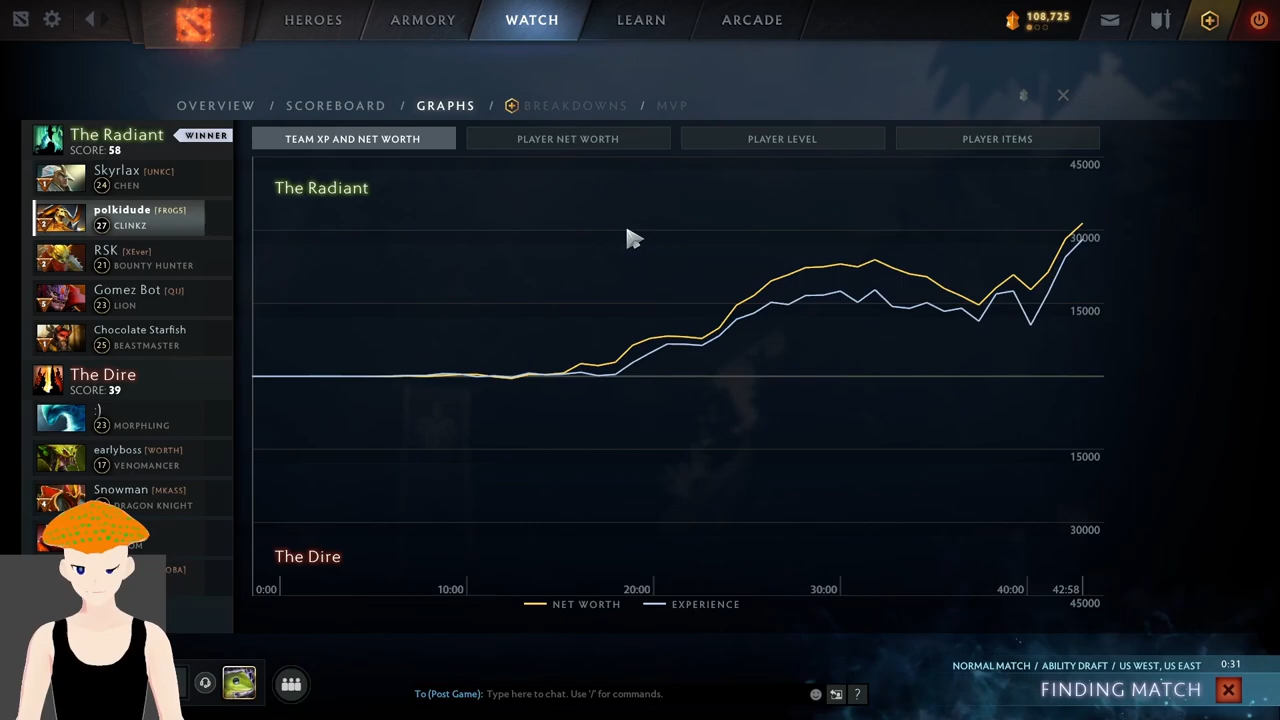 HEROES
ARMORY
WATCH
LEARN
ARCADE
108,725
OVERVIEW / SCOREBOARD / GRAPHS / BREAKDOWNS / MVP
The Radiant
WINNER
SCORE: 58
Skyrlax [UNKC]
24 CHEN
polkidude [FR0GS]
27 CLINKZ
RSK [XEver]
21 BOUNTY HUNTER
Gomez Bot [QU]
23 LION
Chocolate Starfish
25 BEASTMASTER
The Dire
SCORE: 39
:)
23 MORPHLING
earlyboss [WORTH]
17 VENOMANCER
Snowman [MKASS]
DRAGON KNIGHT
TEAM XP AND NET WORTH
PLAYER NET WORTH
PLAYER LEVEL
PLAYER ITEMS
45000
The Radiant
30000
15000
15000
30000
The Dire
0:00
10:00
20:00
30:00
40:00
42:58
45000
NET WORTH
EXPERIENCE
To (Post Game): Type here to chat. Use '/' for commands.
?
NORMAL MATCH / ABILITY DRAFT / US WEST, US EAST
0:31
FINDING MATCH